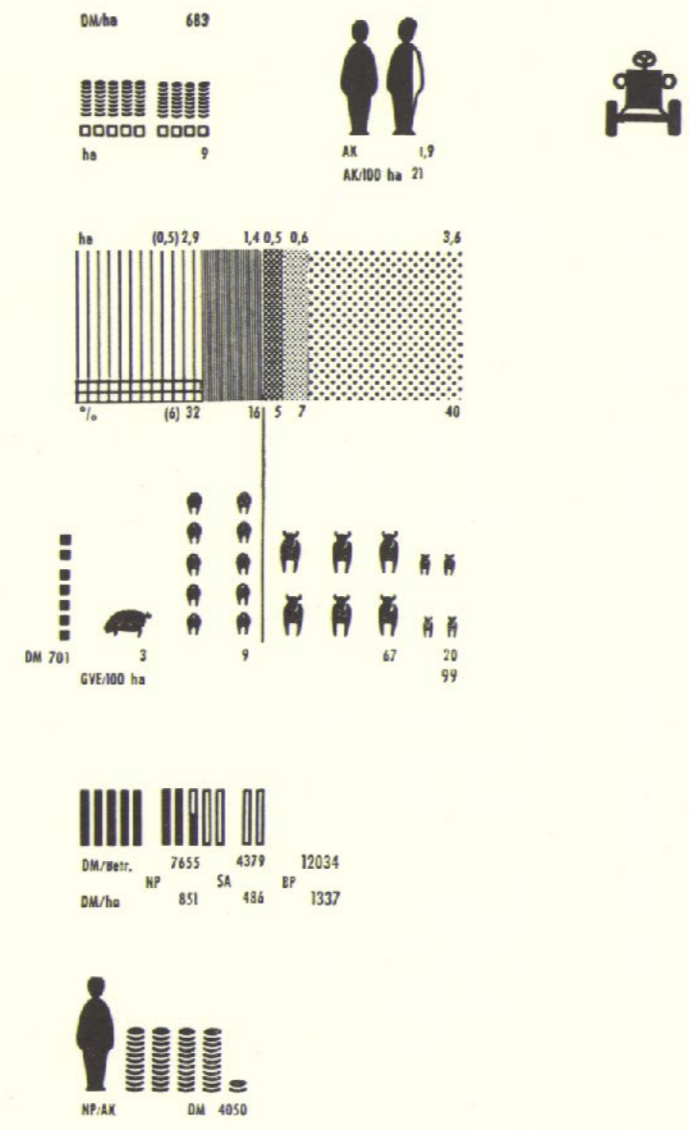 DM/ha 683
ha 9
AK 1,9
AK/100 ha 21
ha (0,5) 2,9 1,4 0,5 0,6 3,6
% (6) 32 16 5 7 40
DM 701 3 9 67 20
GVE/100 ha 99
DM/Betr. 7655 4379 12034
NP SA BP
DM/ha 851 486 1337
NP/AK DM 4050